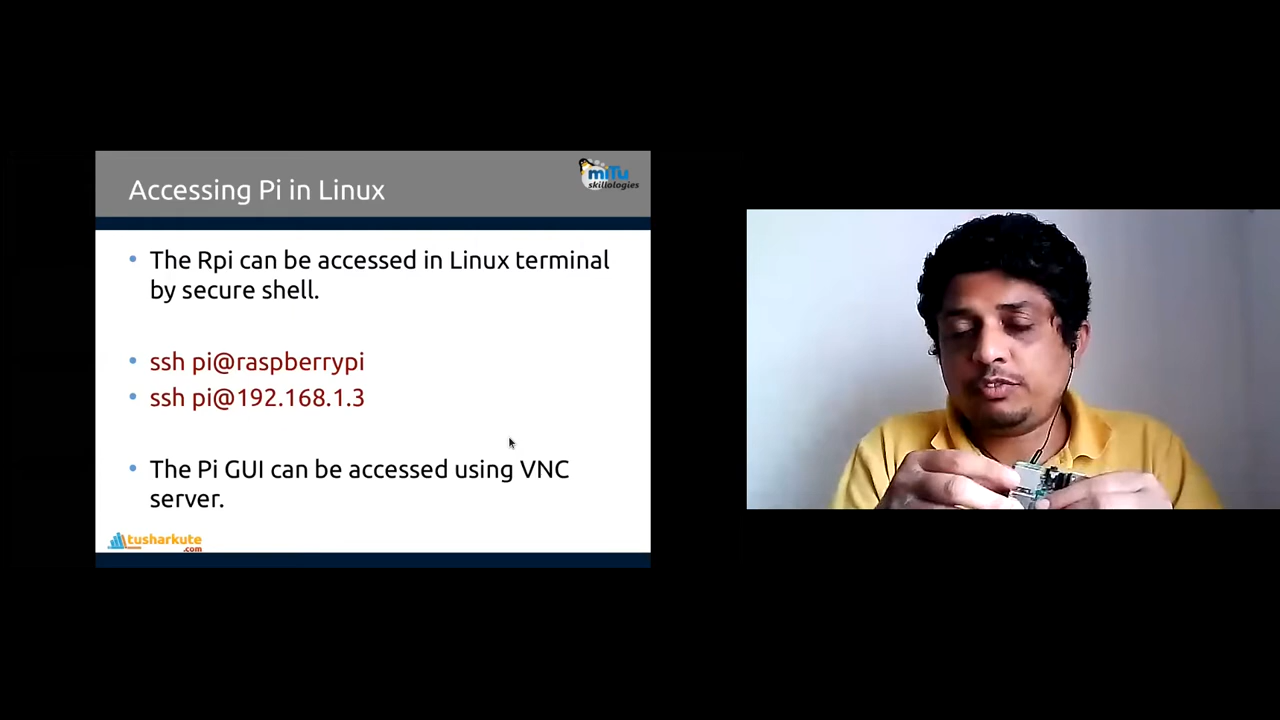 Accessing Pi in Linux
miTu
skillologies
The Rpi can be accessed in Linux terminal
by secure shell.
ssh pi@raspberrypi
ssh pi@192.168.1.3
The Pi GUI can be accessed using VNC
server.
tusharkute
.com